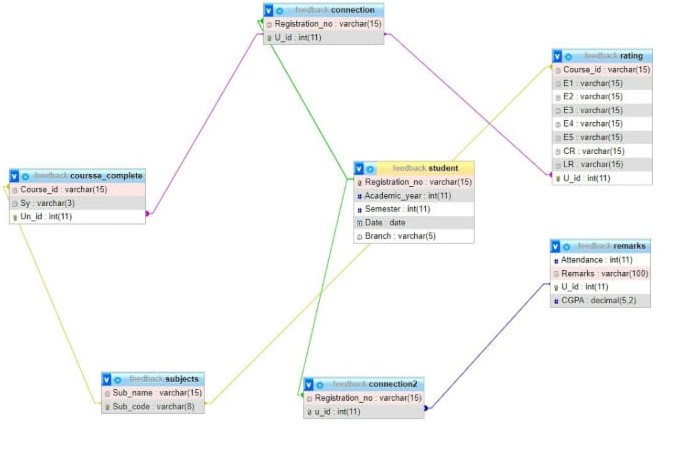 feedback connection
Registration_no : varchar(15)
U_id : int(11)
feedback rating
Course_id : varchar(15)
E1 : varchar(15)
E2 : varchar(15)
E3 : varchar(15)
E4 : varchar(15)
E5 : varchar(15)
CR : varchar(15)
LR : varchar(15)
U_id : int(11)
feedback student
Registration_no : varchar(15)
Academic_year : int(11)
Semester : int(11)
Date : date
Branch : varchar(5)
feedback coursse_complete
Course_id : varchar(15)
Sy : varchar(3)
Un_id : int(11)
feedback remarks
Attendance : int(11)
Remarks : varchar(100)
U_id : int(11)
CGPA : decimal(5,2)
feedback subjects
Sub_name : varchar(15)
Sub_code : varchar(8)
feedback connection2
Registration_no : varchar(15)
u_id : int(11)